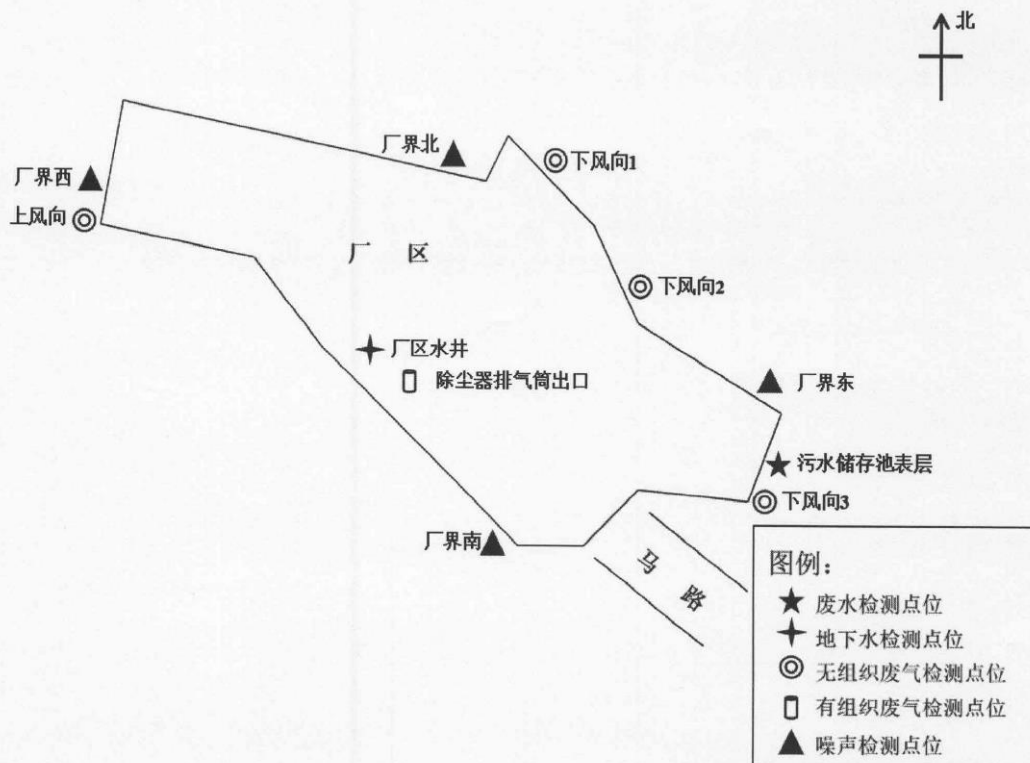 北
厂界北
下风向1
厂界西
上风向
厂 区
下风向2
厂区水井
除尘器排气筒出口
厂界东
污水储存池表层
下风向3
厂界南
马路
图例：
废水检测点位
地下水检测点位
无组织废气检测点位
有组织废气检测点位
噪声检测点位